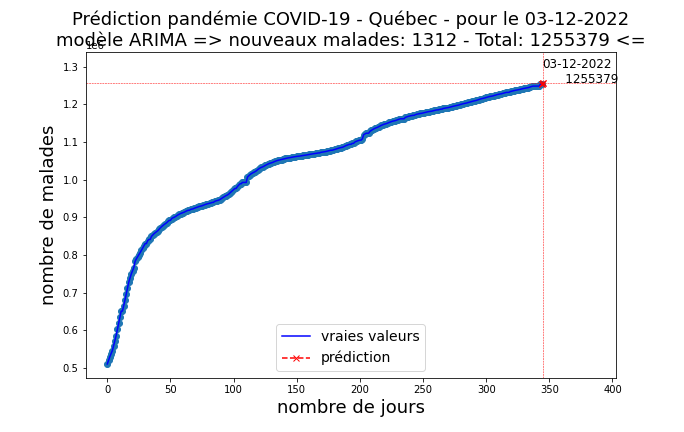 Prédiction pandémie COVID-19 - Québec - pour le 03-12-2022
modèle ARIMA => nouveaux malades: 1312 - Total: 1255379 <=
1e6
03-12-2022
1255379
1.3
1.2
1.1
1.0
0.9
0.8
0.7
0.6
0.5
nombre de malades
vraies valeurs
prédiction
0 50 100 150 200 250 300 350 400
nombre de jours